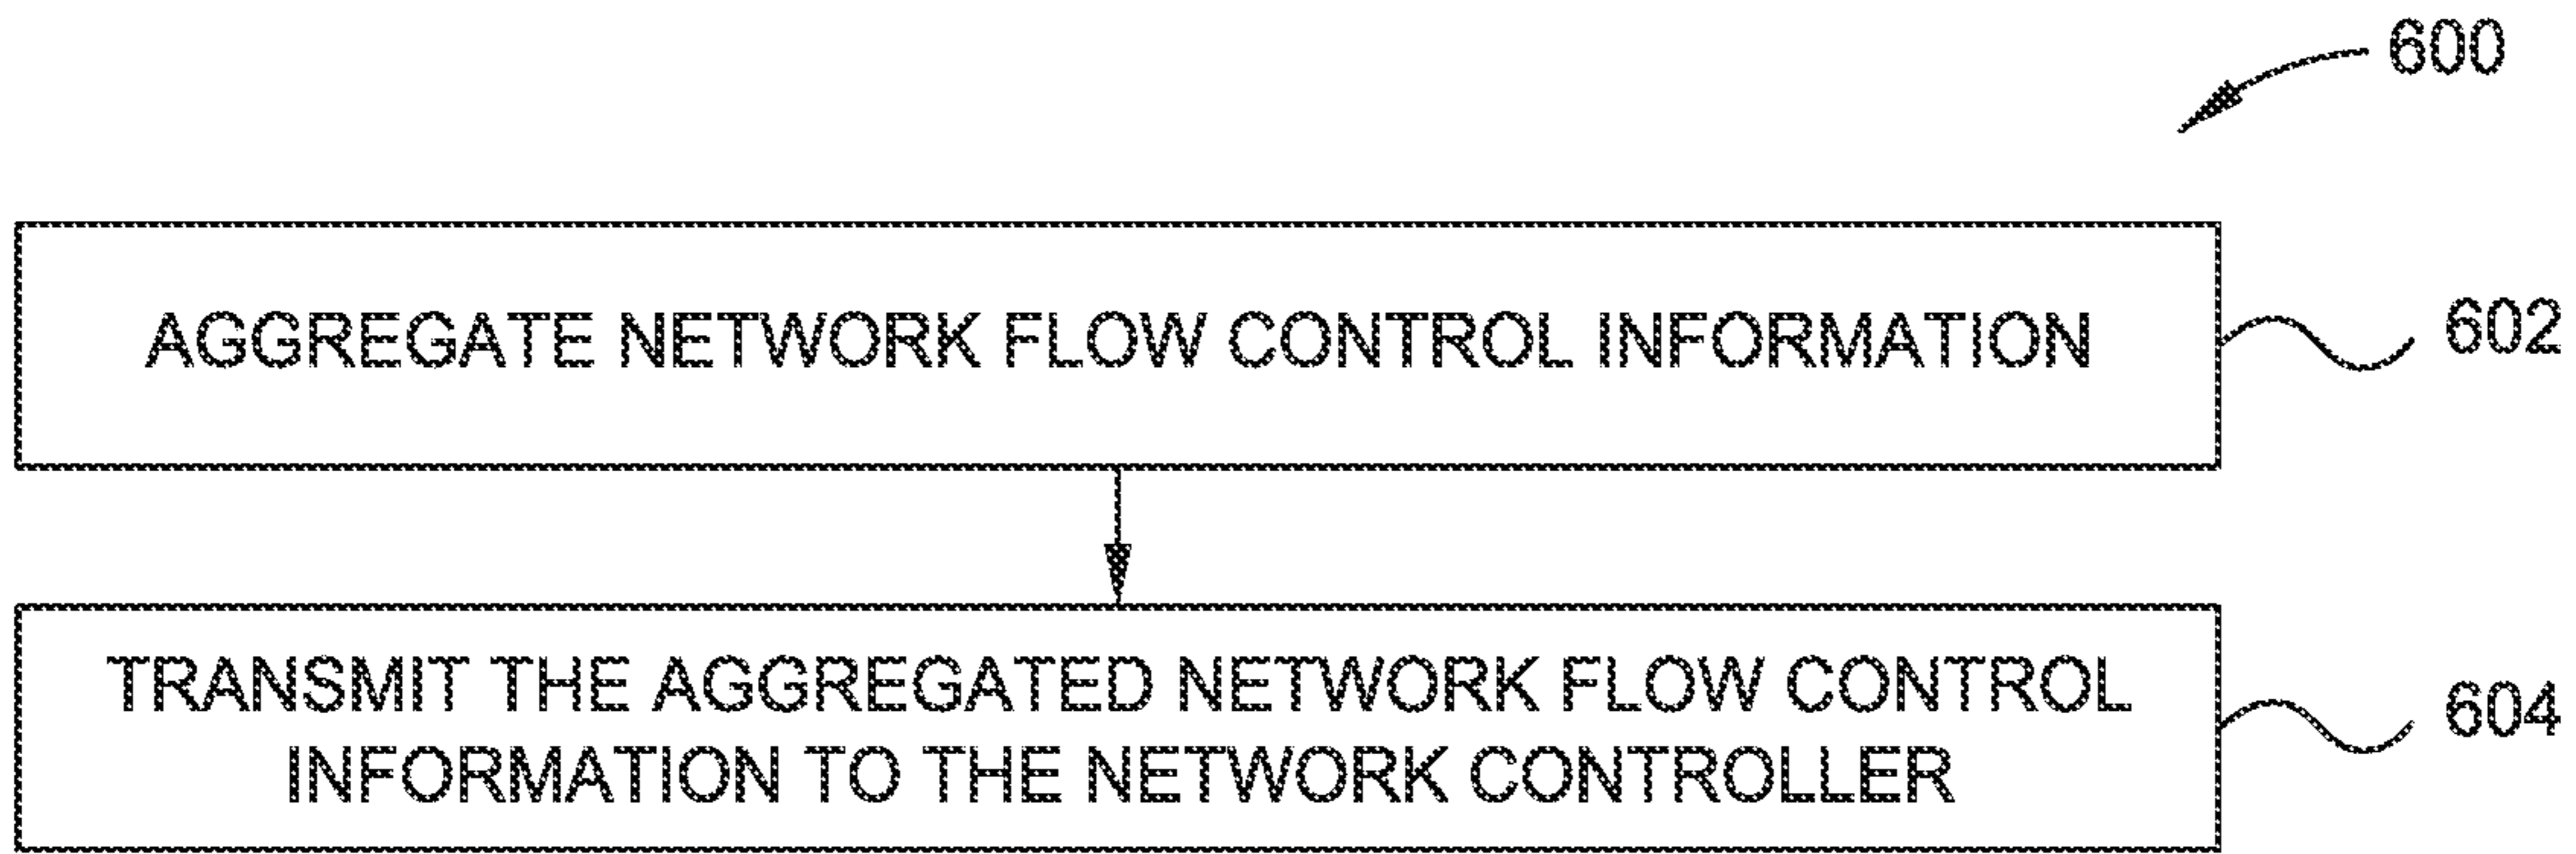 600
AGGREGATE NETWORK FLOW CONTROL INFORMATION
602
TRANSMIT THE AGGREGATED NETWORK FLOW CONTROL
INFORMATION TO THE NETWORK CONTROLLER
604